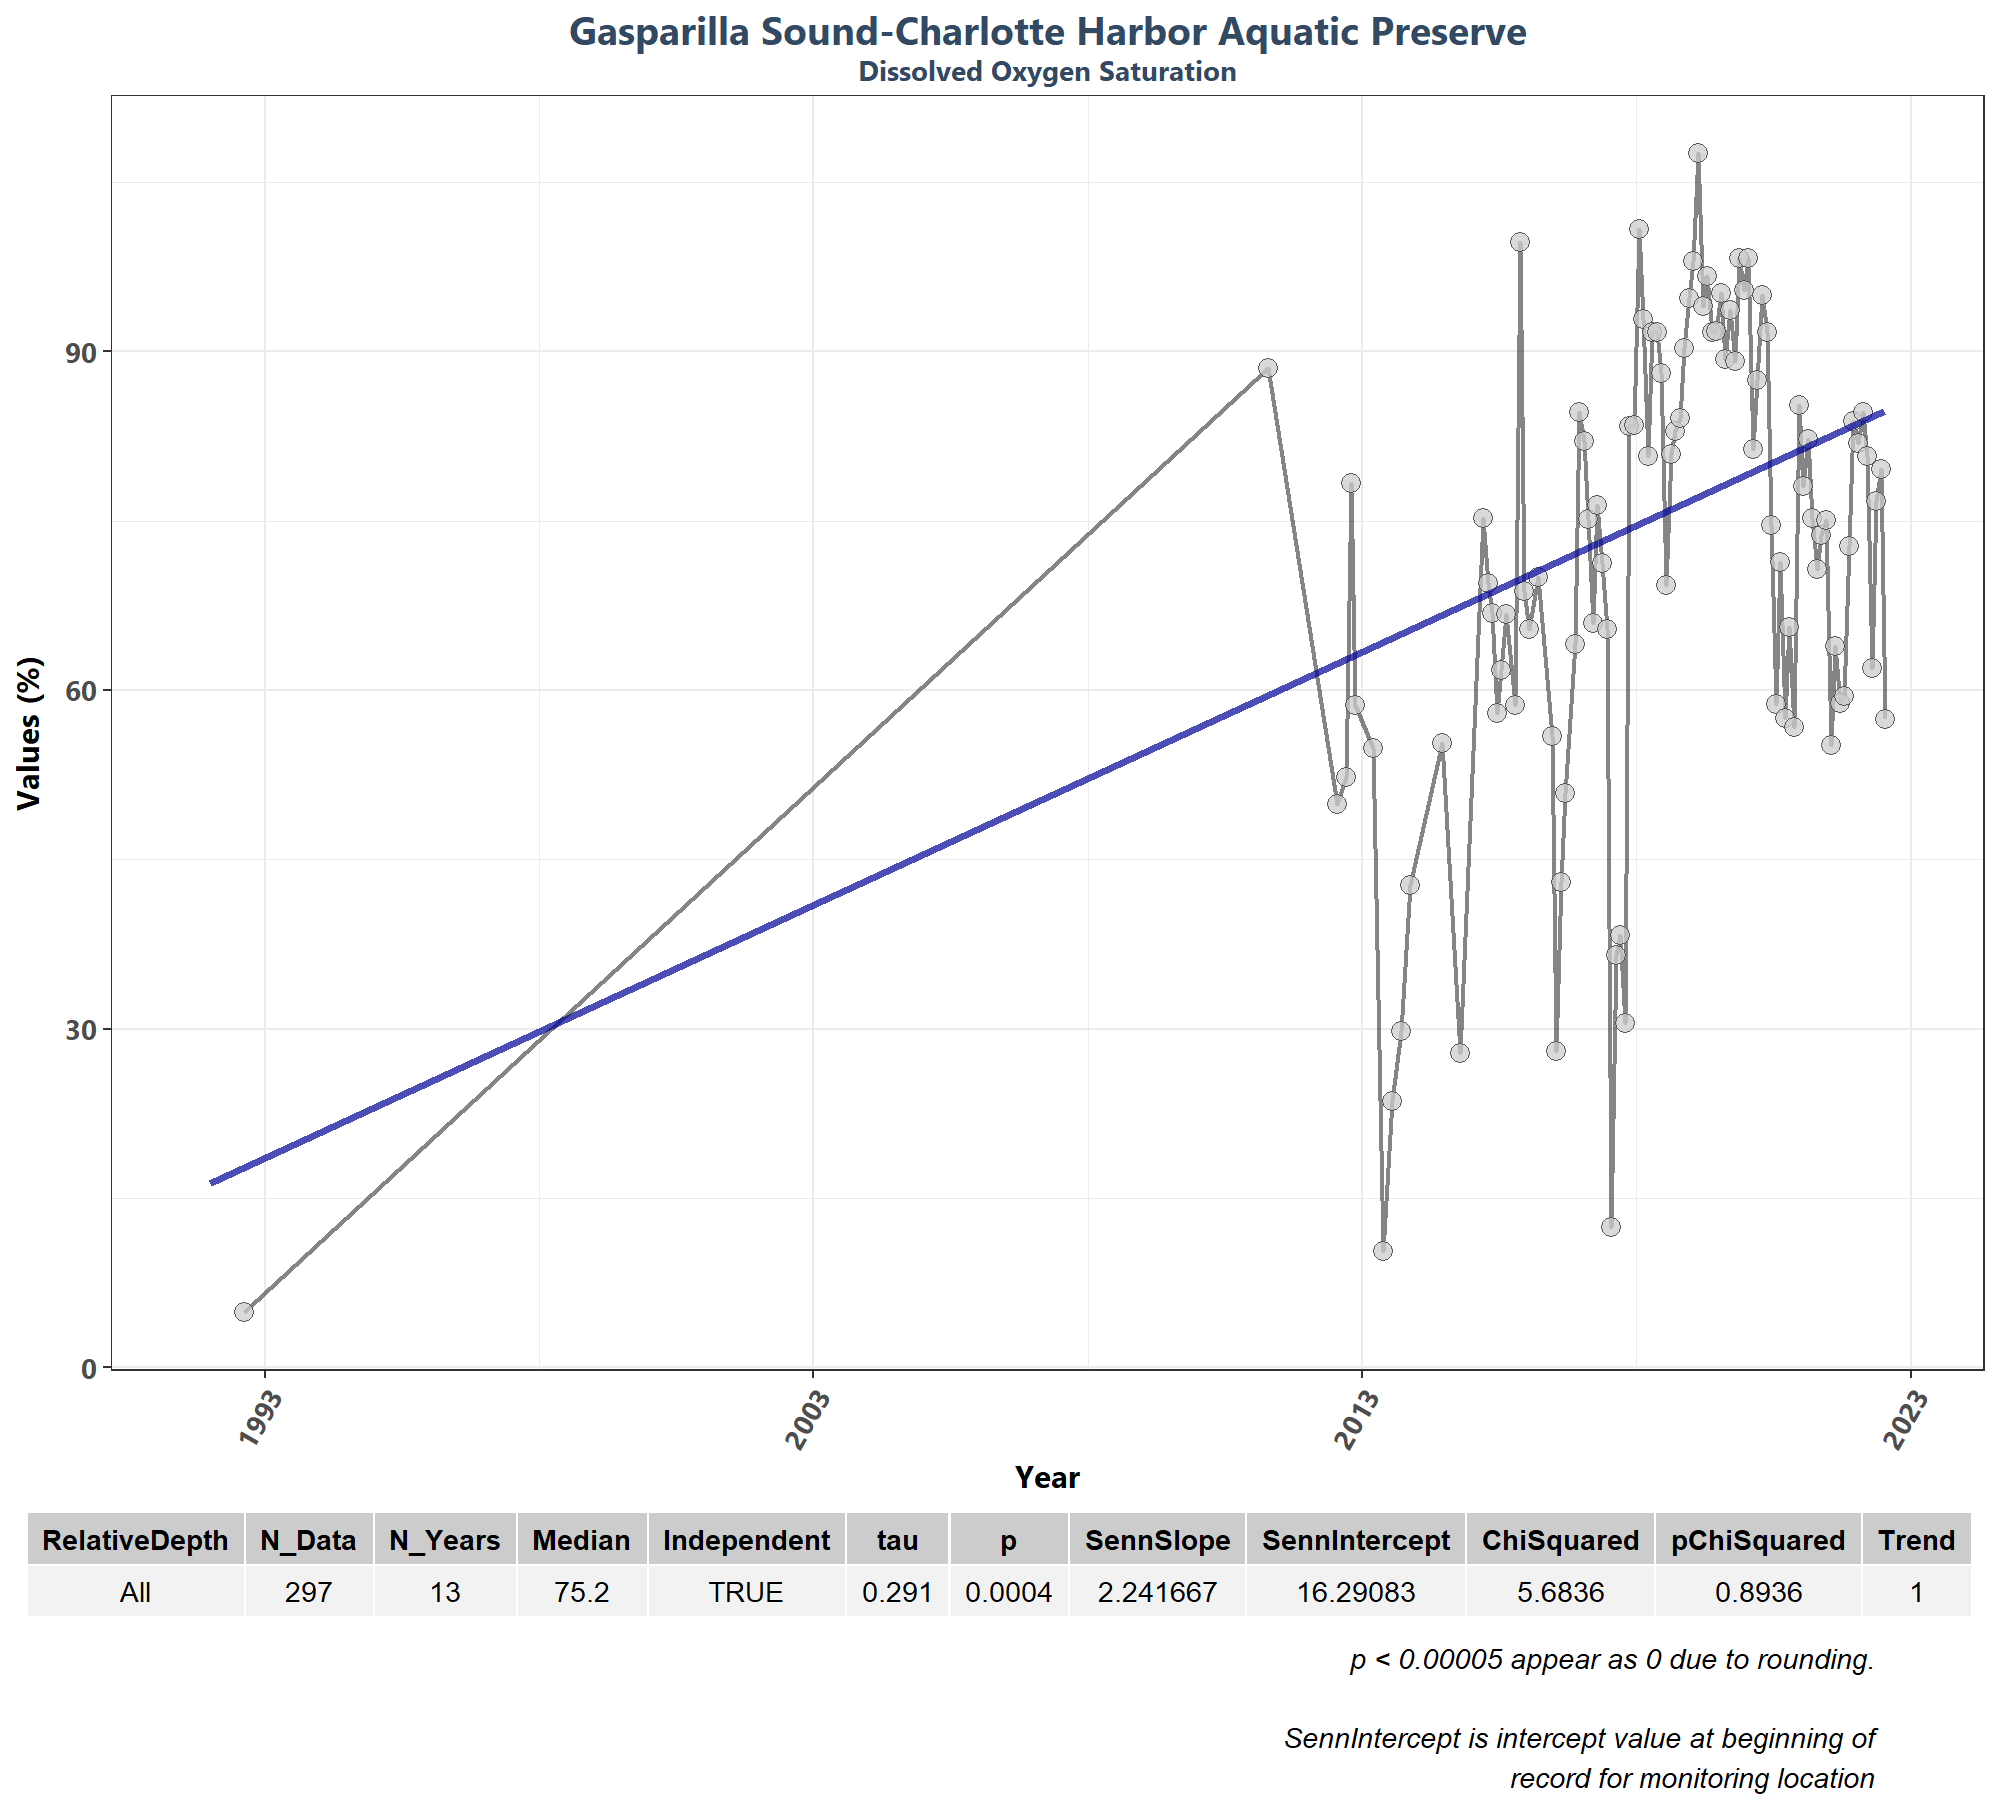 Gasparilla Sound-Charlotte Harbor Aquatic Preserve
Dissolved Oxygen Saturation
Values (%)
90
60
30
0
1993 2003 2013 2023
Year
RelativeDepth N_Data N_Years Median Independent tau p SennSlope SennIntercept ChiSquared pChiSquared Trend
All 297 13 75.2 TRUE 0.291 0.0004 2.241667 16.29083 5.6836 0.8936 1
p < 0.00005 appear as 0 due to rounding.
SennIntercept is intercept value at beginning of
record for monitoring location